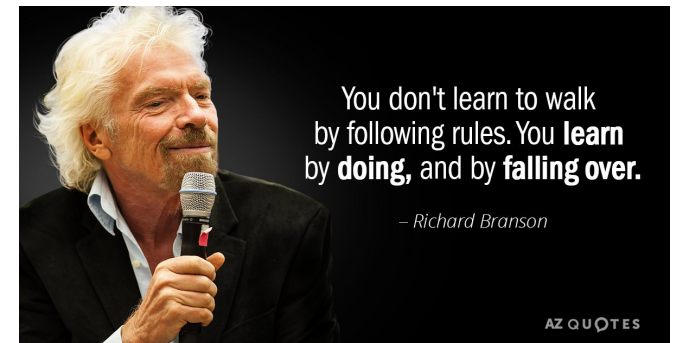 You don't learn to walk
by following rules. You learn
by doing, and by falling over.
– Richard Branson
AZ QUOTES